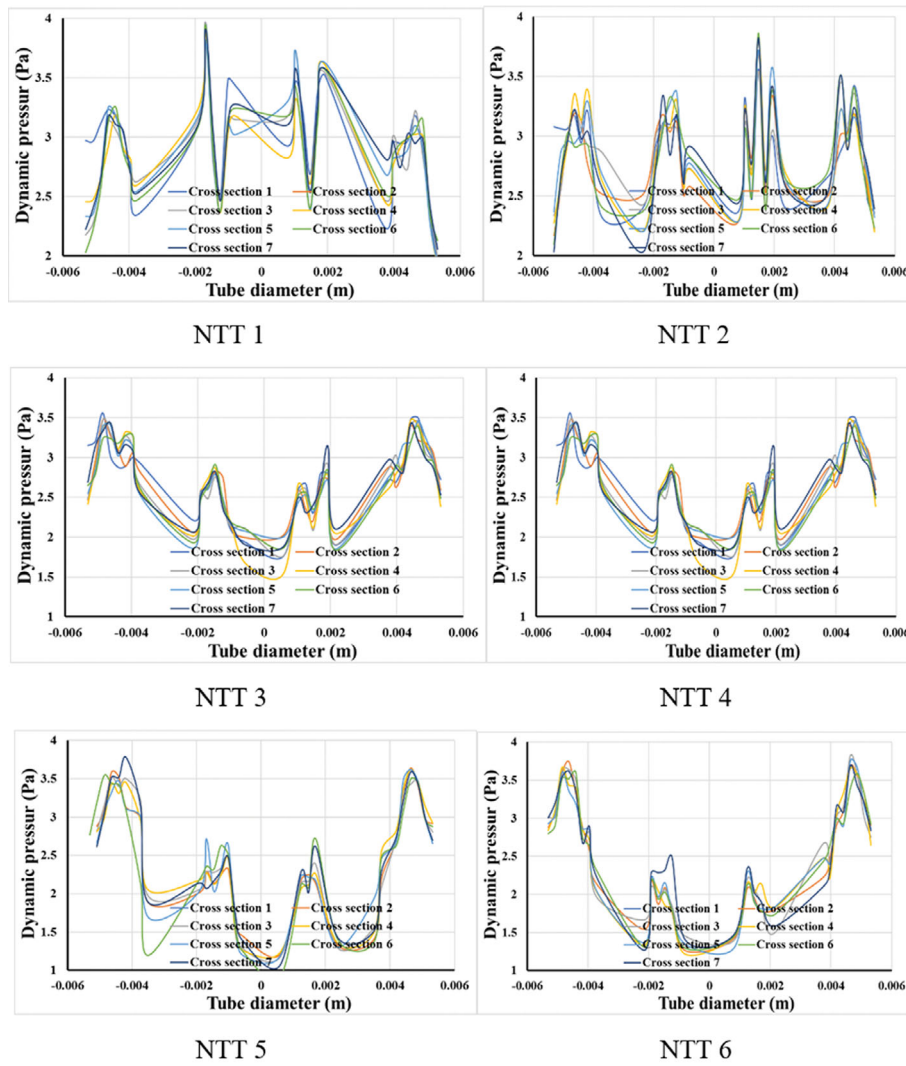 4
3.5
3
2.5
2
Dynamic pressur (Pa)
Cross section 1 Cross section 2
Cross section 3 Cross section 4
Cross section 5 Cross section 6
Cross section 7
-0.006 -0.004 -0.002 0 0.002 0.004 0.006
Tube diameter (m)
NTT 1
4
3.5
3
2.5
2
Dynamic pressur (Pa)
Cross section 1 Cross section 2
Cross section 3 Cross section 4
Cross section 5 Cross section 6
Cross section 7
-0.006 -0.004 -0.002 0 0.002 0.004 0.006
Tube diameter (m)
NTT 2
4
3.5
3
2.5
2
1.5
1
Dynamic pressur (Pa)
Cross section 1 Cross section 2
Cross section 3 Cross section 4
Cross section 5 Cross section 6
Cross section 7
-0.006 -0.004 -0.002 0 0.002 0.004 0.006
Tube diameter (m)
NTT 3
4
3.5
3
2.5
2
1.5
1
Dynamic pressur (Pa)
Cross section 1 Cross section 2
Cross section 3 Cross section 4
Cross section 5 Cross section 6
Cross section 7
-0.006 -0.004 -0.002 0 0.002 0.004 0.006
Tube diameter (m)
NTT 4
4
3.5
3
2.5
2
1.5
1
Dynamic pressur (Pa)
Cross section 1 Cross section 2
Cross section 3 Cross section 4
Cross section 5 Cross section 6
Cross section 7
-0.006 -0.004 -0.002 0 0.002 0.004 0.006
Tube diameter (m)
NTT 5
4
3.5
3
2.5
2
1.5
1
Dynamic pressur (Pa)
Cross section 1 Cross section 2
Cross section 3 Cross section 4
Cross section 5 Cross section 6
Cross section 7
-0.006 -0.004 -0.002 0 0.002 0.004 0.006
Tube diameter (m)
NTT 6